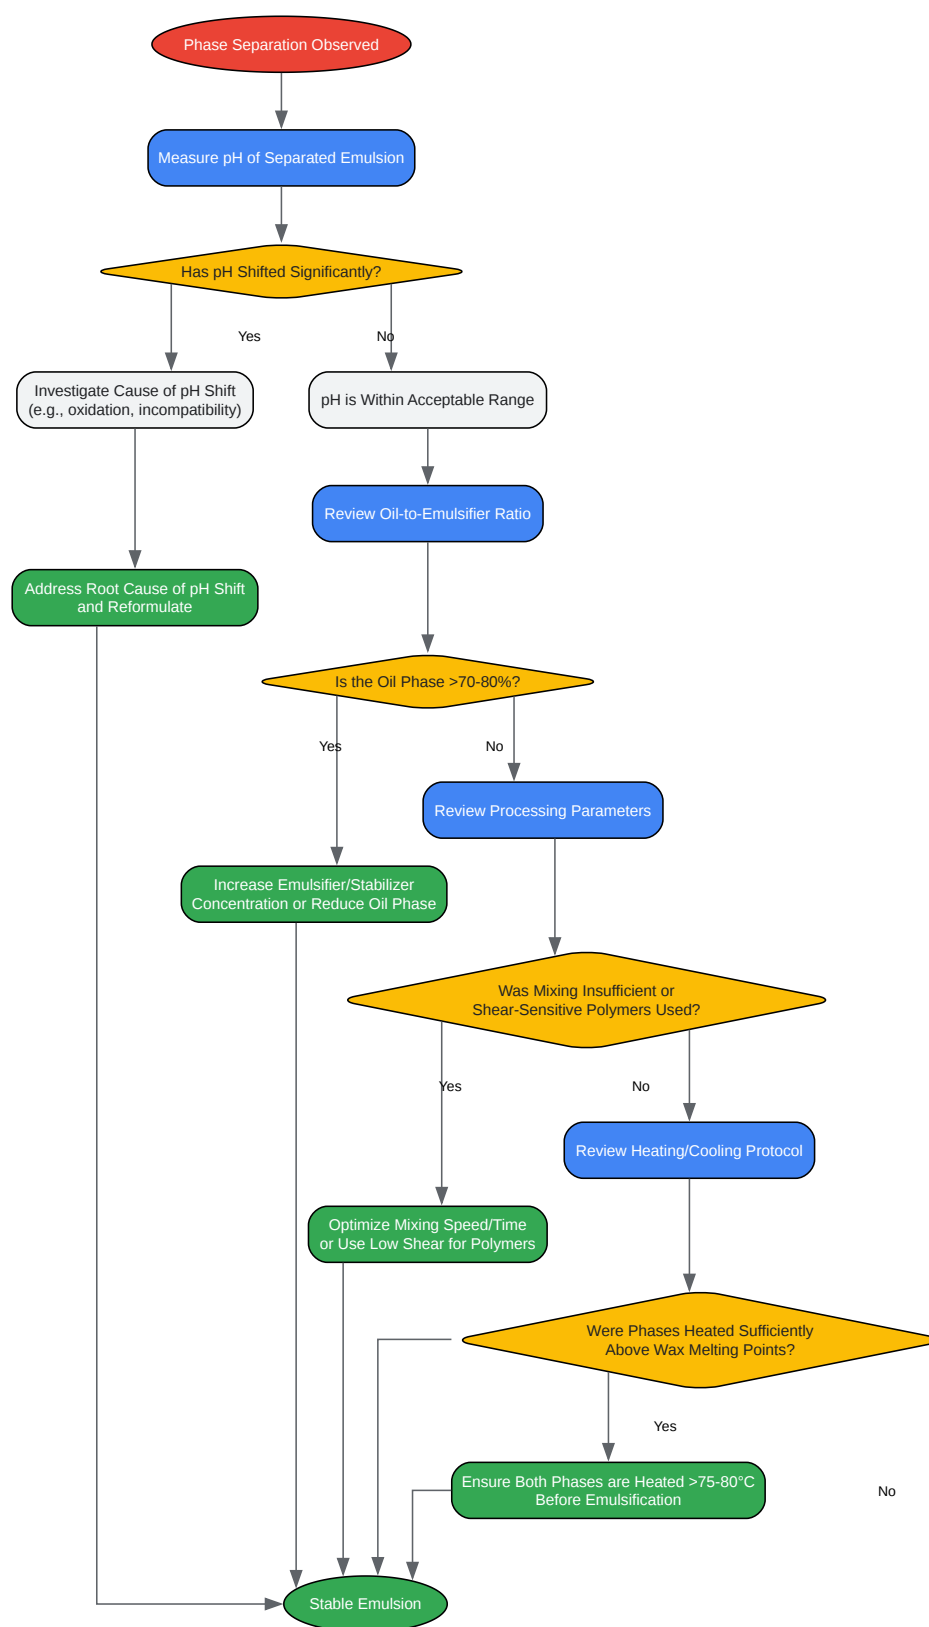 Phase Separation Observed
Measure pH of Separated Emulsion
Has pH Shifted Significantly?
Yes
No
Investigate Cause of pH Shift
(e.g., oxidation, incompatibility)
pH is Within Acceptable Range
Review Oil-to-Emulsifier Ratio
Address Root Cause of pH Shift
and Reformulate
Is the Oil Phase >70-80%?
Yes
No
Review Processing Parameters
Increase Emulsifier/Stabilizer
Concentration or Reduce Oil Phase
Was Mixing Insufficient or
Shear-Sensitive Polymers Used?
Yes
No
Review Heating/Cooling Protocol
Optimize Mixing Speed/Time
or Use Low Shear for Polymers
Were Phases Heated Sufficiently
Above Wax Melting Points?
Yes
Ensure Both Phases are Heated >75-80°C
Before Emulsification
No
Stable Emulsion